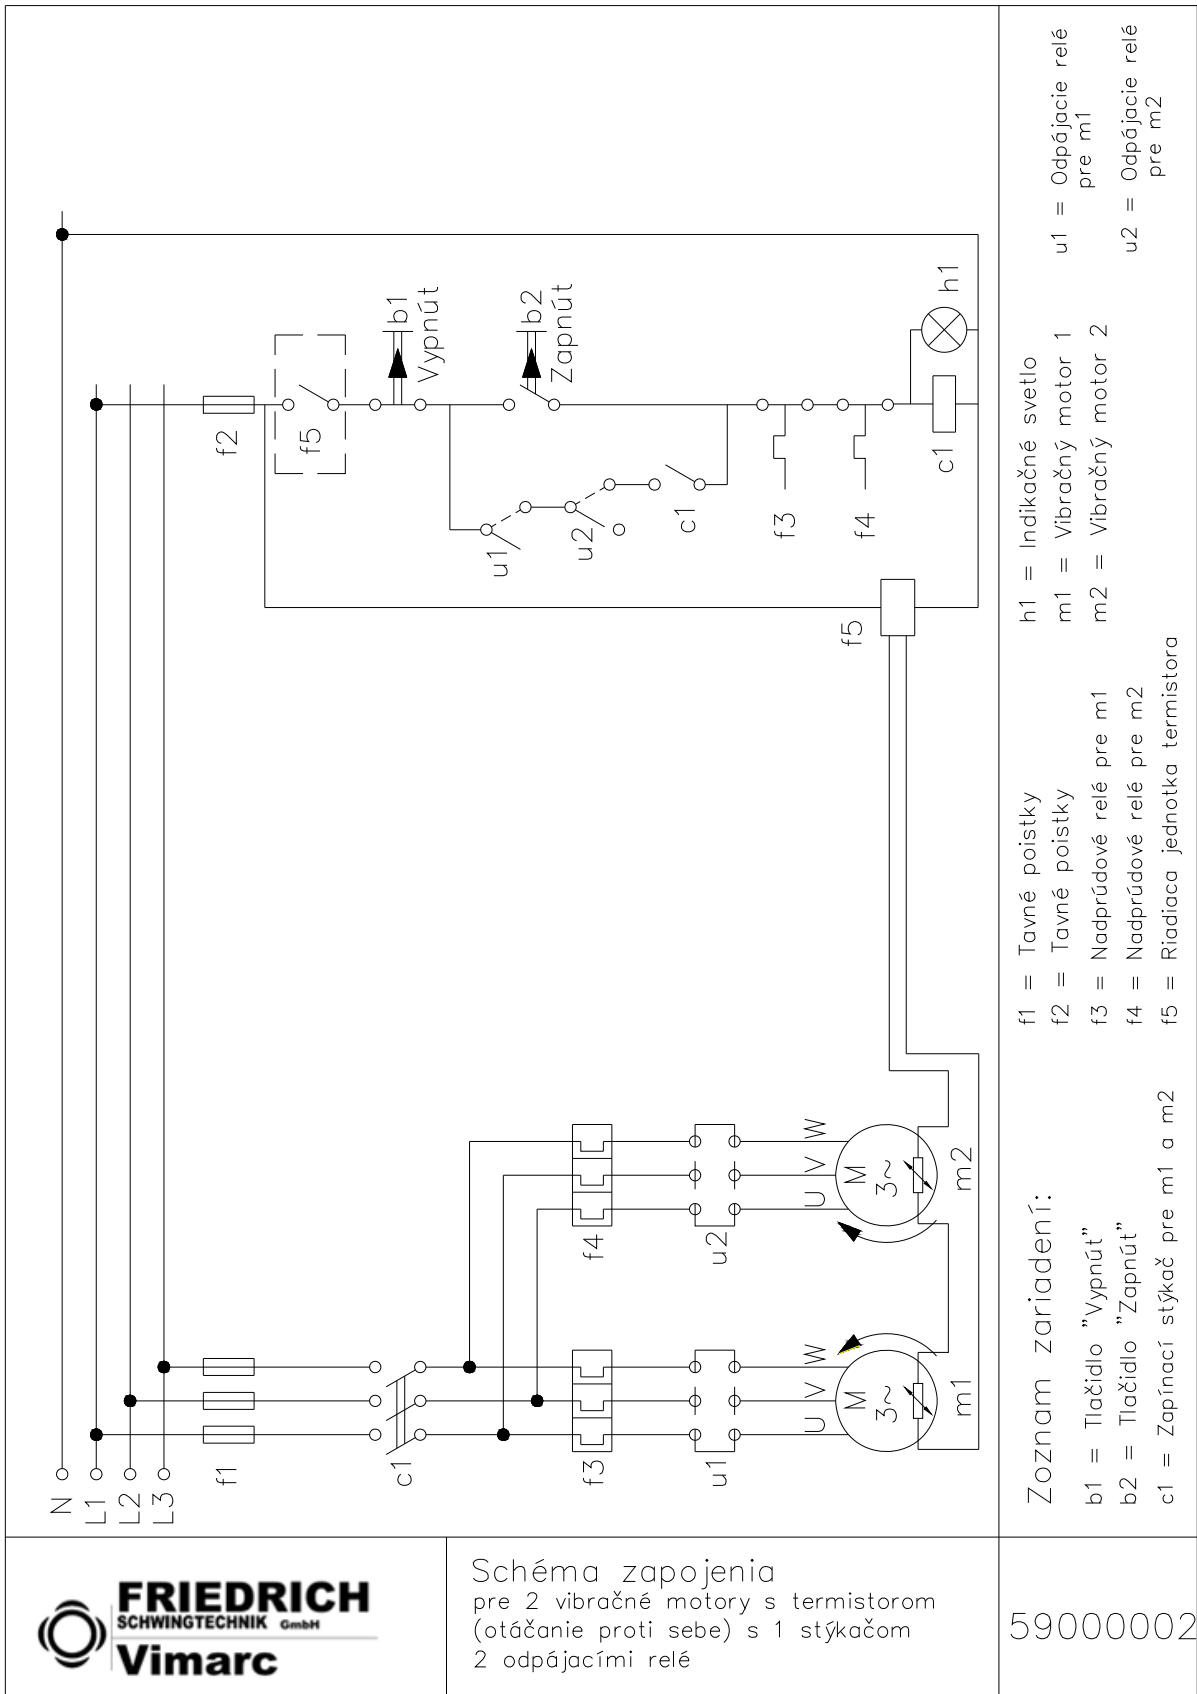 N
L1
L2
L3
f1
c1
f3
u1
U
V
W
M
3~
m1
f4
u2
U
V
W
M
3~
m2
f2
f5
b1
Vypnút
b2
Zapnút
u1
u2
c1
f3
f4
c1
h1
f5
Zoznam zariadení:
b1 = Tlačidlo "Vypnút"
b2 = Tlačidlo "Zapnút"
c1 = Zapínací stýkač pre m1 a m2
f1 = Tavné poistky
f2 = Tavné poistky
f3 = Nadprúdové relé pre m1
f4 = Nadprúdové relé pre m2
f5 = Riadiaca jednotka termistora
h1 = Indikačné svetlo
m1 = Vibračný motor 1
m2 = Vibračný motor 2
u1 = Odpájacie relé
pre m1
u2 = Odpájacie relé
pre m2
FRIEDRICH
SCHWINGTECHNIK GmbH
Vimarc
Schéma zapojenia
pre 2 vibračné motory s termistorom
(otáčanie proti sebe) s 1 stýkačom
2 odpájacími relé
59000002